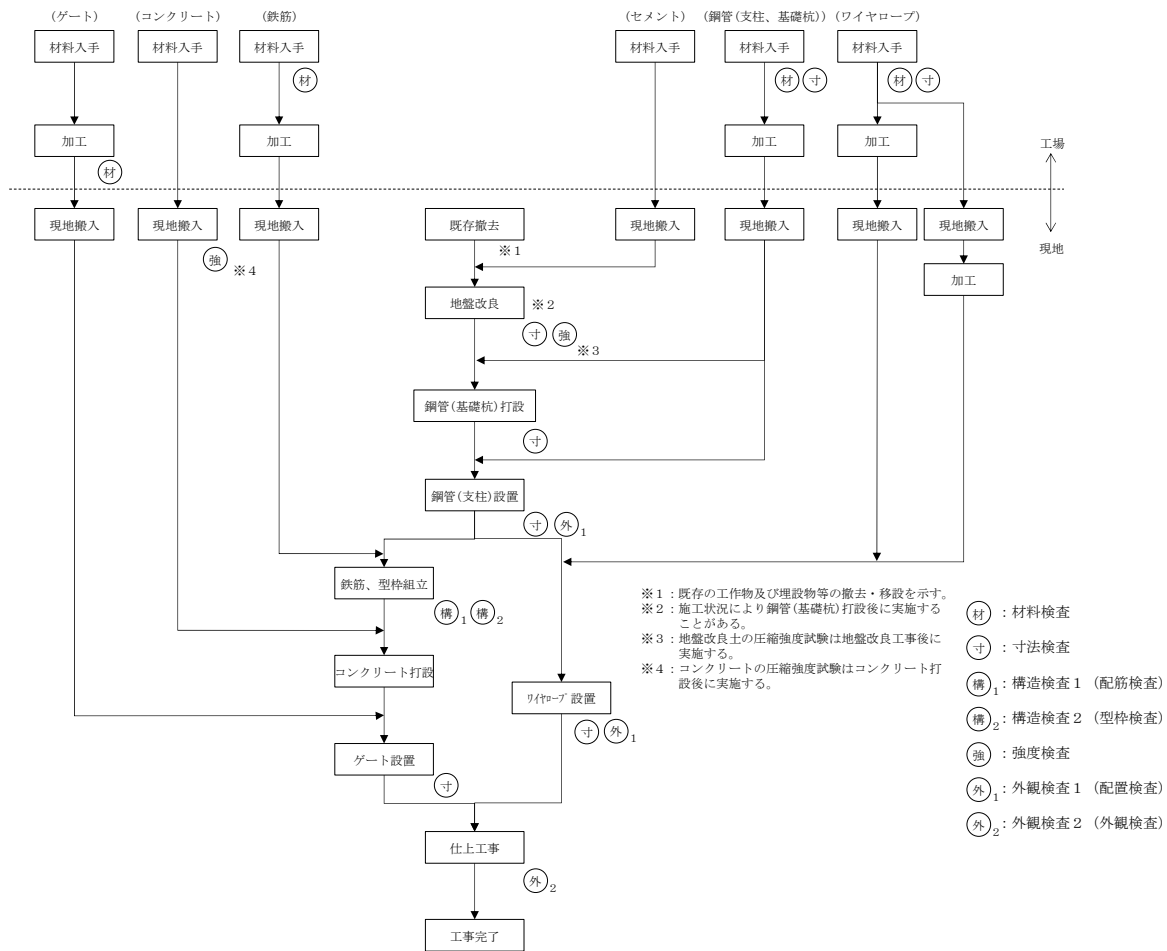 （ゲート）
（コンクリート）
（鉄筋）
（セメント）
（鋼管(支柱、基礎杭)）
（ワイヤロープ）
材料入手
材料入手
材料入手
材料入手
材料入手
材料入手
材
材 寸
材 寸
加工
加工
加工
加工
材
工場
現地
現地搬入
現地搬入
現地搬入
既存撤去
現地搬入
現地搬入
現地搬入
現地搬入
強
※４
※１
加工
地盤改良
※２
寸 強
※３
鋼管(基礎杭)打設
寸
鋼管(支柱)設置
寸 外1
鉄筋、型枠組立
構1 構2
コンクリート打設
ﾜｲﾔﾛｰﾌﾟ設置
寸 外1
ゲート設置
寸
仕上工事
外2
工事完了
※１：既存の工作物及び埋設物等の撤去・移設を示す。
※２：施工状況により鋼管(基礎杭)打設後に実施する
ことがある。
※３：地盤改良土の圧縮強度試験は地盤改良工事後に
実施する。
※４：コンクリートの圧縮強度試験はコンクリート打
設後に実施する。
材：材料検査
寸：寸法検査
構1：構造検査１（配筋検査）
構2：構造検査２（型枠検査）
強：強度検査
外1：外観検査１（配置検査）
外2：外観検査２（外観検査）